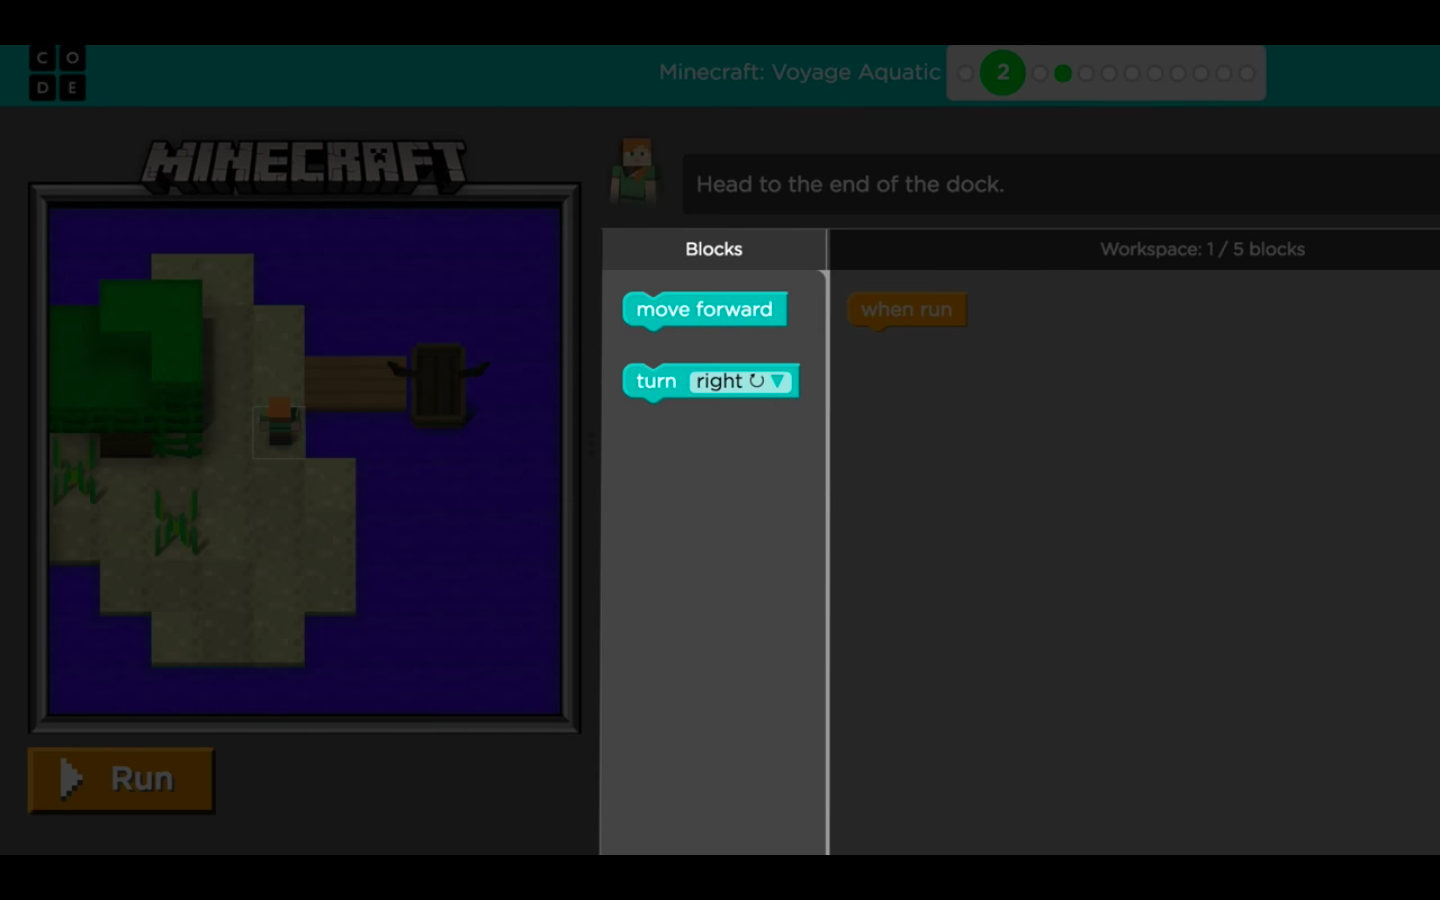 C O
D E
Minecraft: Voyage Aquatic 2
MINECRAFT
Head to the end of the dock.
Blocks
Workspace: 1 / 5 blocks
move forward
when run
turn right
Run